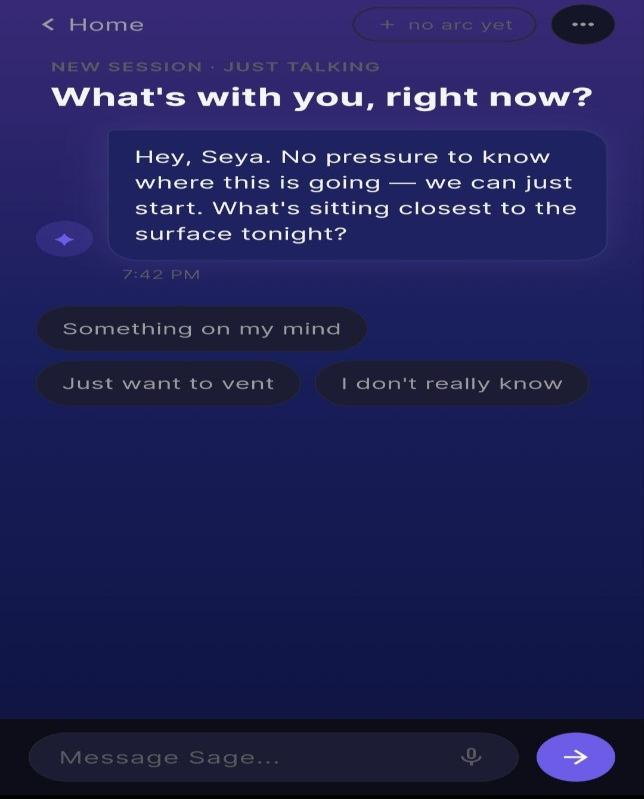 < Home
+ no arc yet
•••
NEW SESSION · JUST TALKING
What's with you, right now?
Hey, Seya. No pressure to know
where this is going — we can just
start. What's sitting closest to the
surface tonight?
7:42 PM
Something on my mind
Just want to vent
I don't really know
Message Sage...